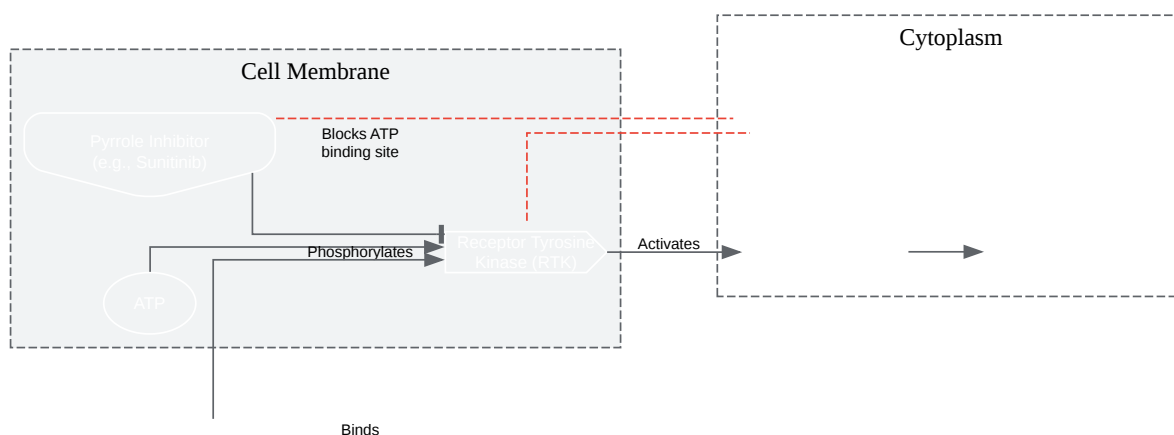 Cytoplasm
Cell Membrane
Pyrrole Inhibitor
(e.g., Sunitinib)
Blocks ATP
binding site
Receptor Tyrosine
Kinase (RTK)
Phosphorylates
Activates
ATP
Binds